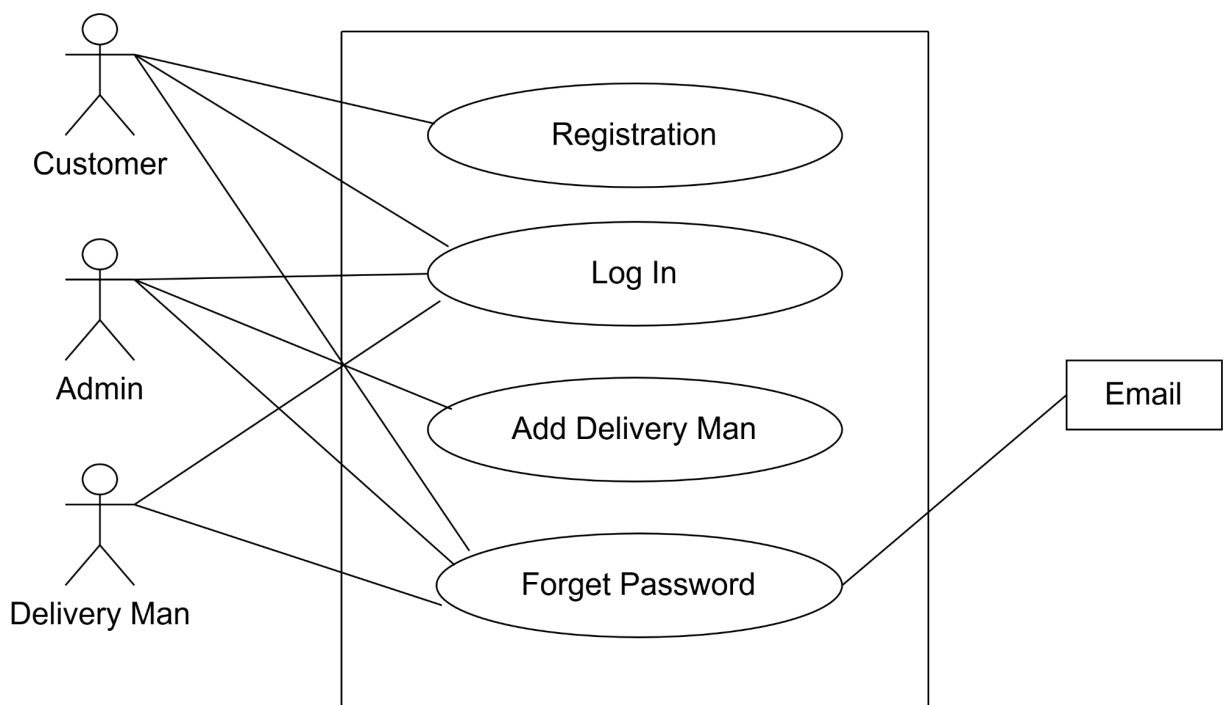 Customer
Admin
Delivery Man
Registration
Log In
Add Delivery Man
Forget Password
Email